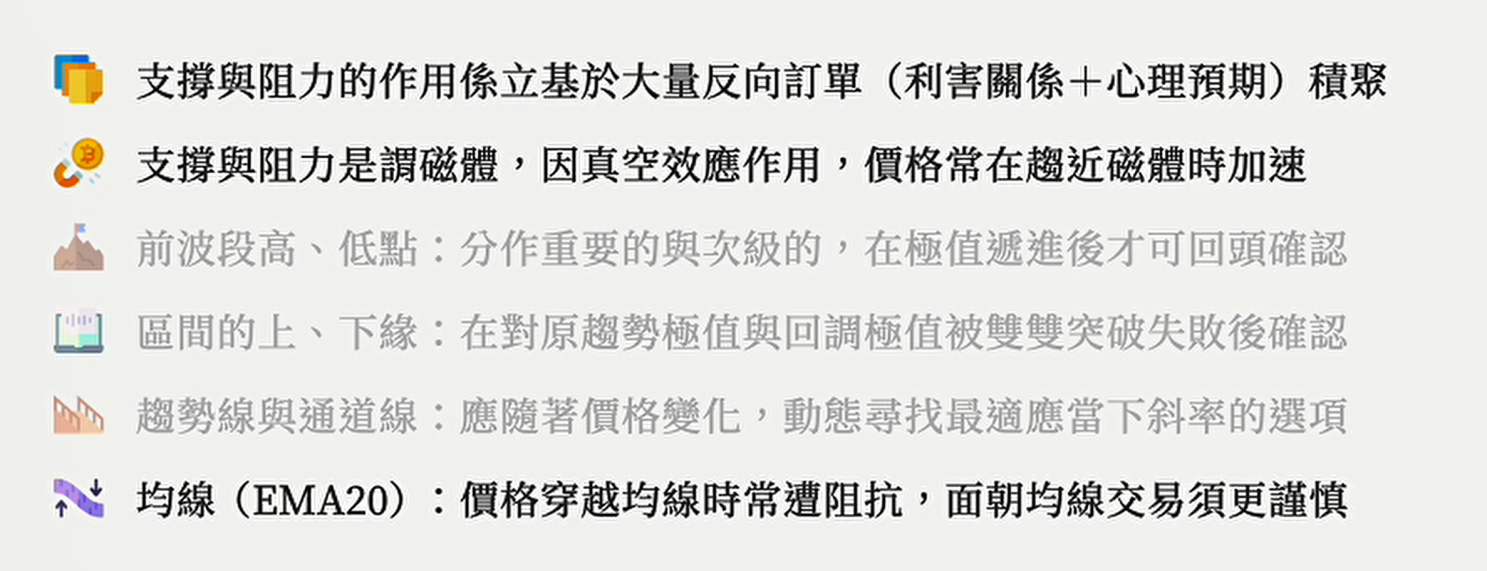 支撐與阻力的作用係立基於大量反向訂單（利害關係＋心理預期）積聚
支撐與阻力是謂磁體，因真空效應作用，價格常在趨近磁體時加速
前波段高、低點：分作重要的與次級的，在極值遞進後才可回頭確認
區間的上、下緣：在對原趨勢極值與回調極值被雙雙突破失敗後確認
趨勢線與通道線：應隨著價格變化，動態尋找最適應當下斜率的選項
均線（EMA20）：價格穿越均線時常遭阻抗，面朝均線交易須更謹慎